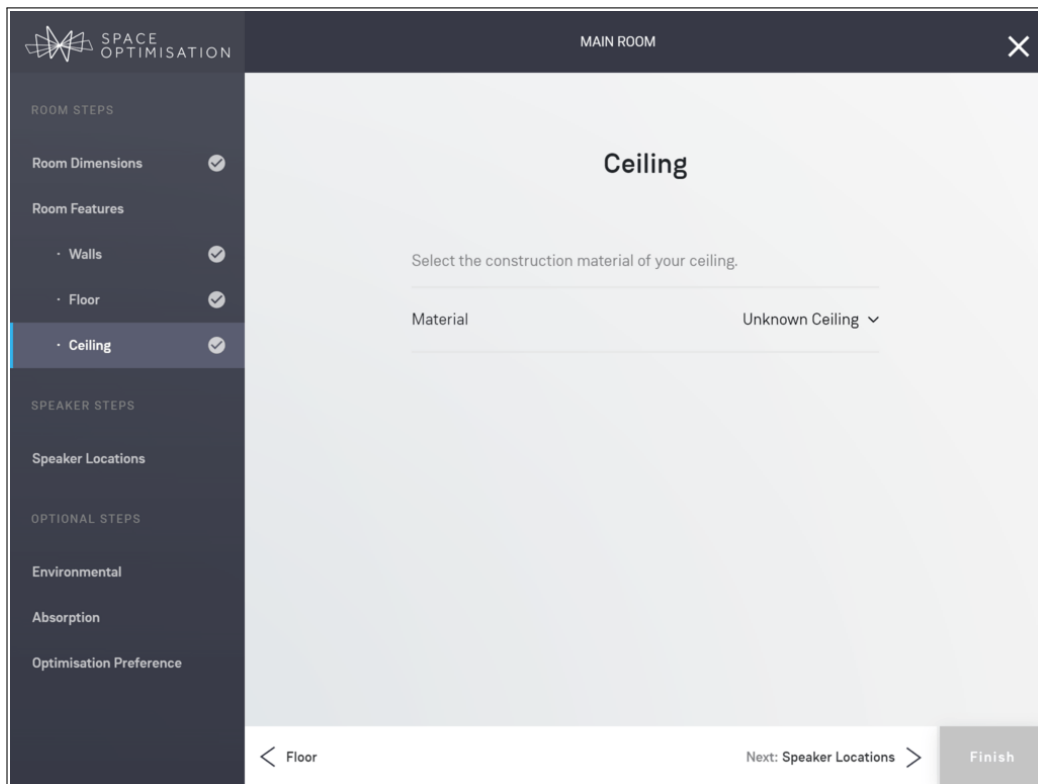 SPACE
OPTIMISATION
MAIN ROOM
ROOM STEPS
Room Dimensions
Room Features
· Walls
· Floor
· Ceiling
SPEAKER STEPS
Speaker Locations
OPTIONAL STEPS
Environmental
Absorption
Optimisation Preference
Ceiling
Select the construction material of your ceiling.
Material Unknown Ceiling
Floor Next: Speaker Locations Finish